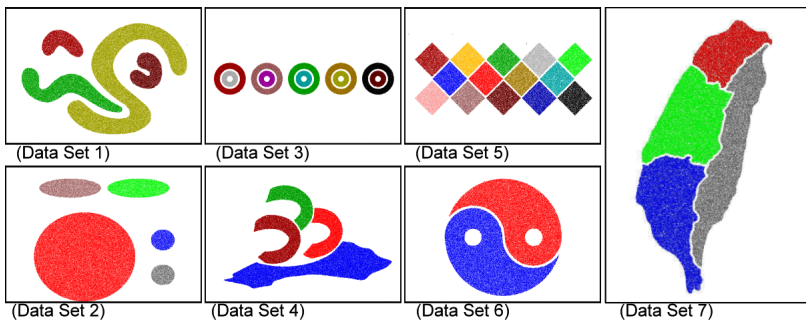 (Data Set 1)
(Data Set 3)
(Data Set 5)
(Data Set 2)
(Data Set 4)
(Data Set 6)
(Data Set 7)